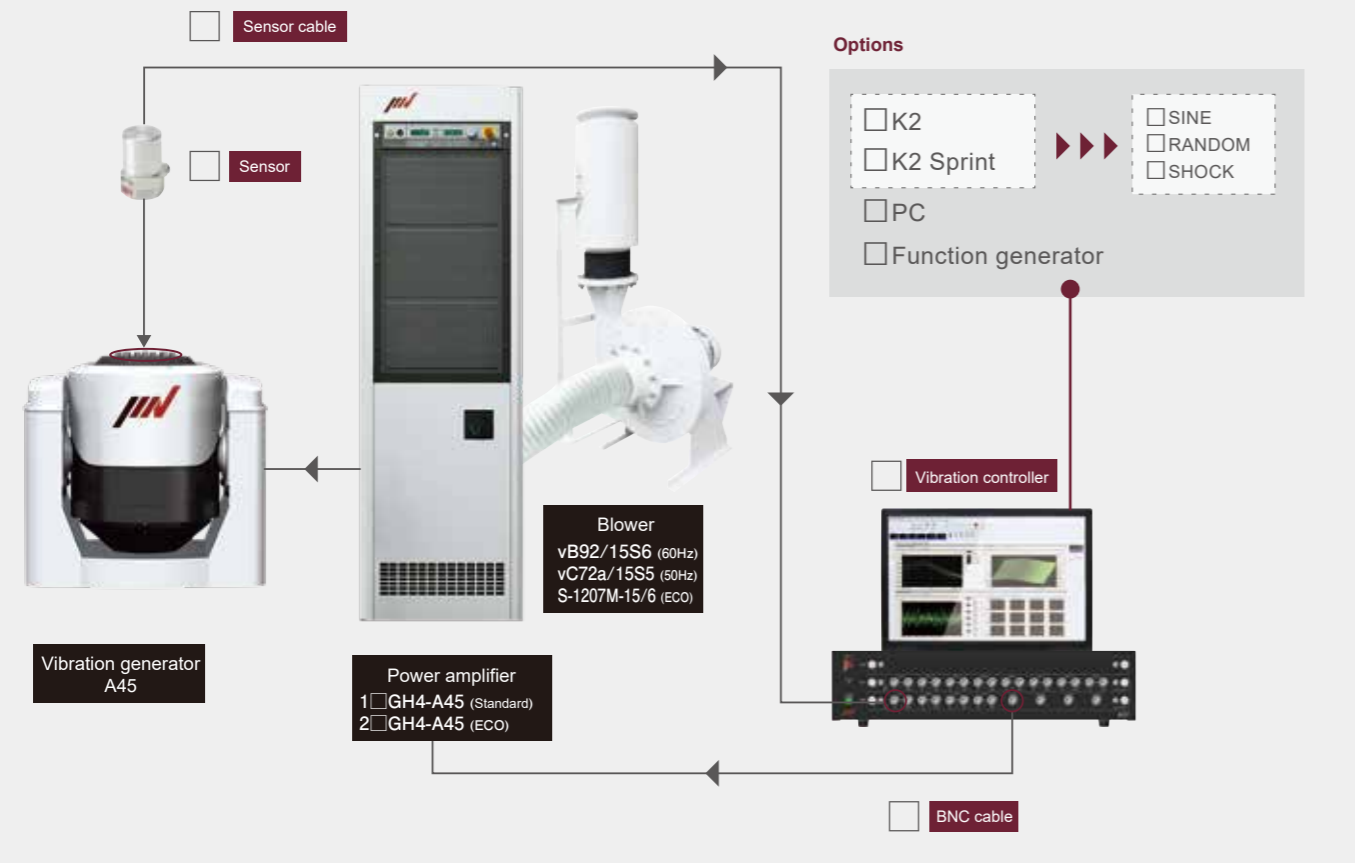 Sensor cable
Options
□K2
□K2 Sprint
□SINE
□RANDOM
□SHOCK
□PC
□Function generator
Sensor
Vibration controller
Blower
vB92/15S6 (60Hz)
vC72a/15S5 (50Hz)
S-1207M-15/6 (ECO)
Vibration generator
A45
Power amplifier
1□GH4-A45 (Standard)
2□GH4-A45 (ECO)
BNC cable